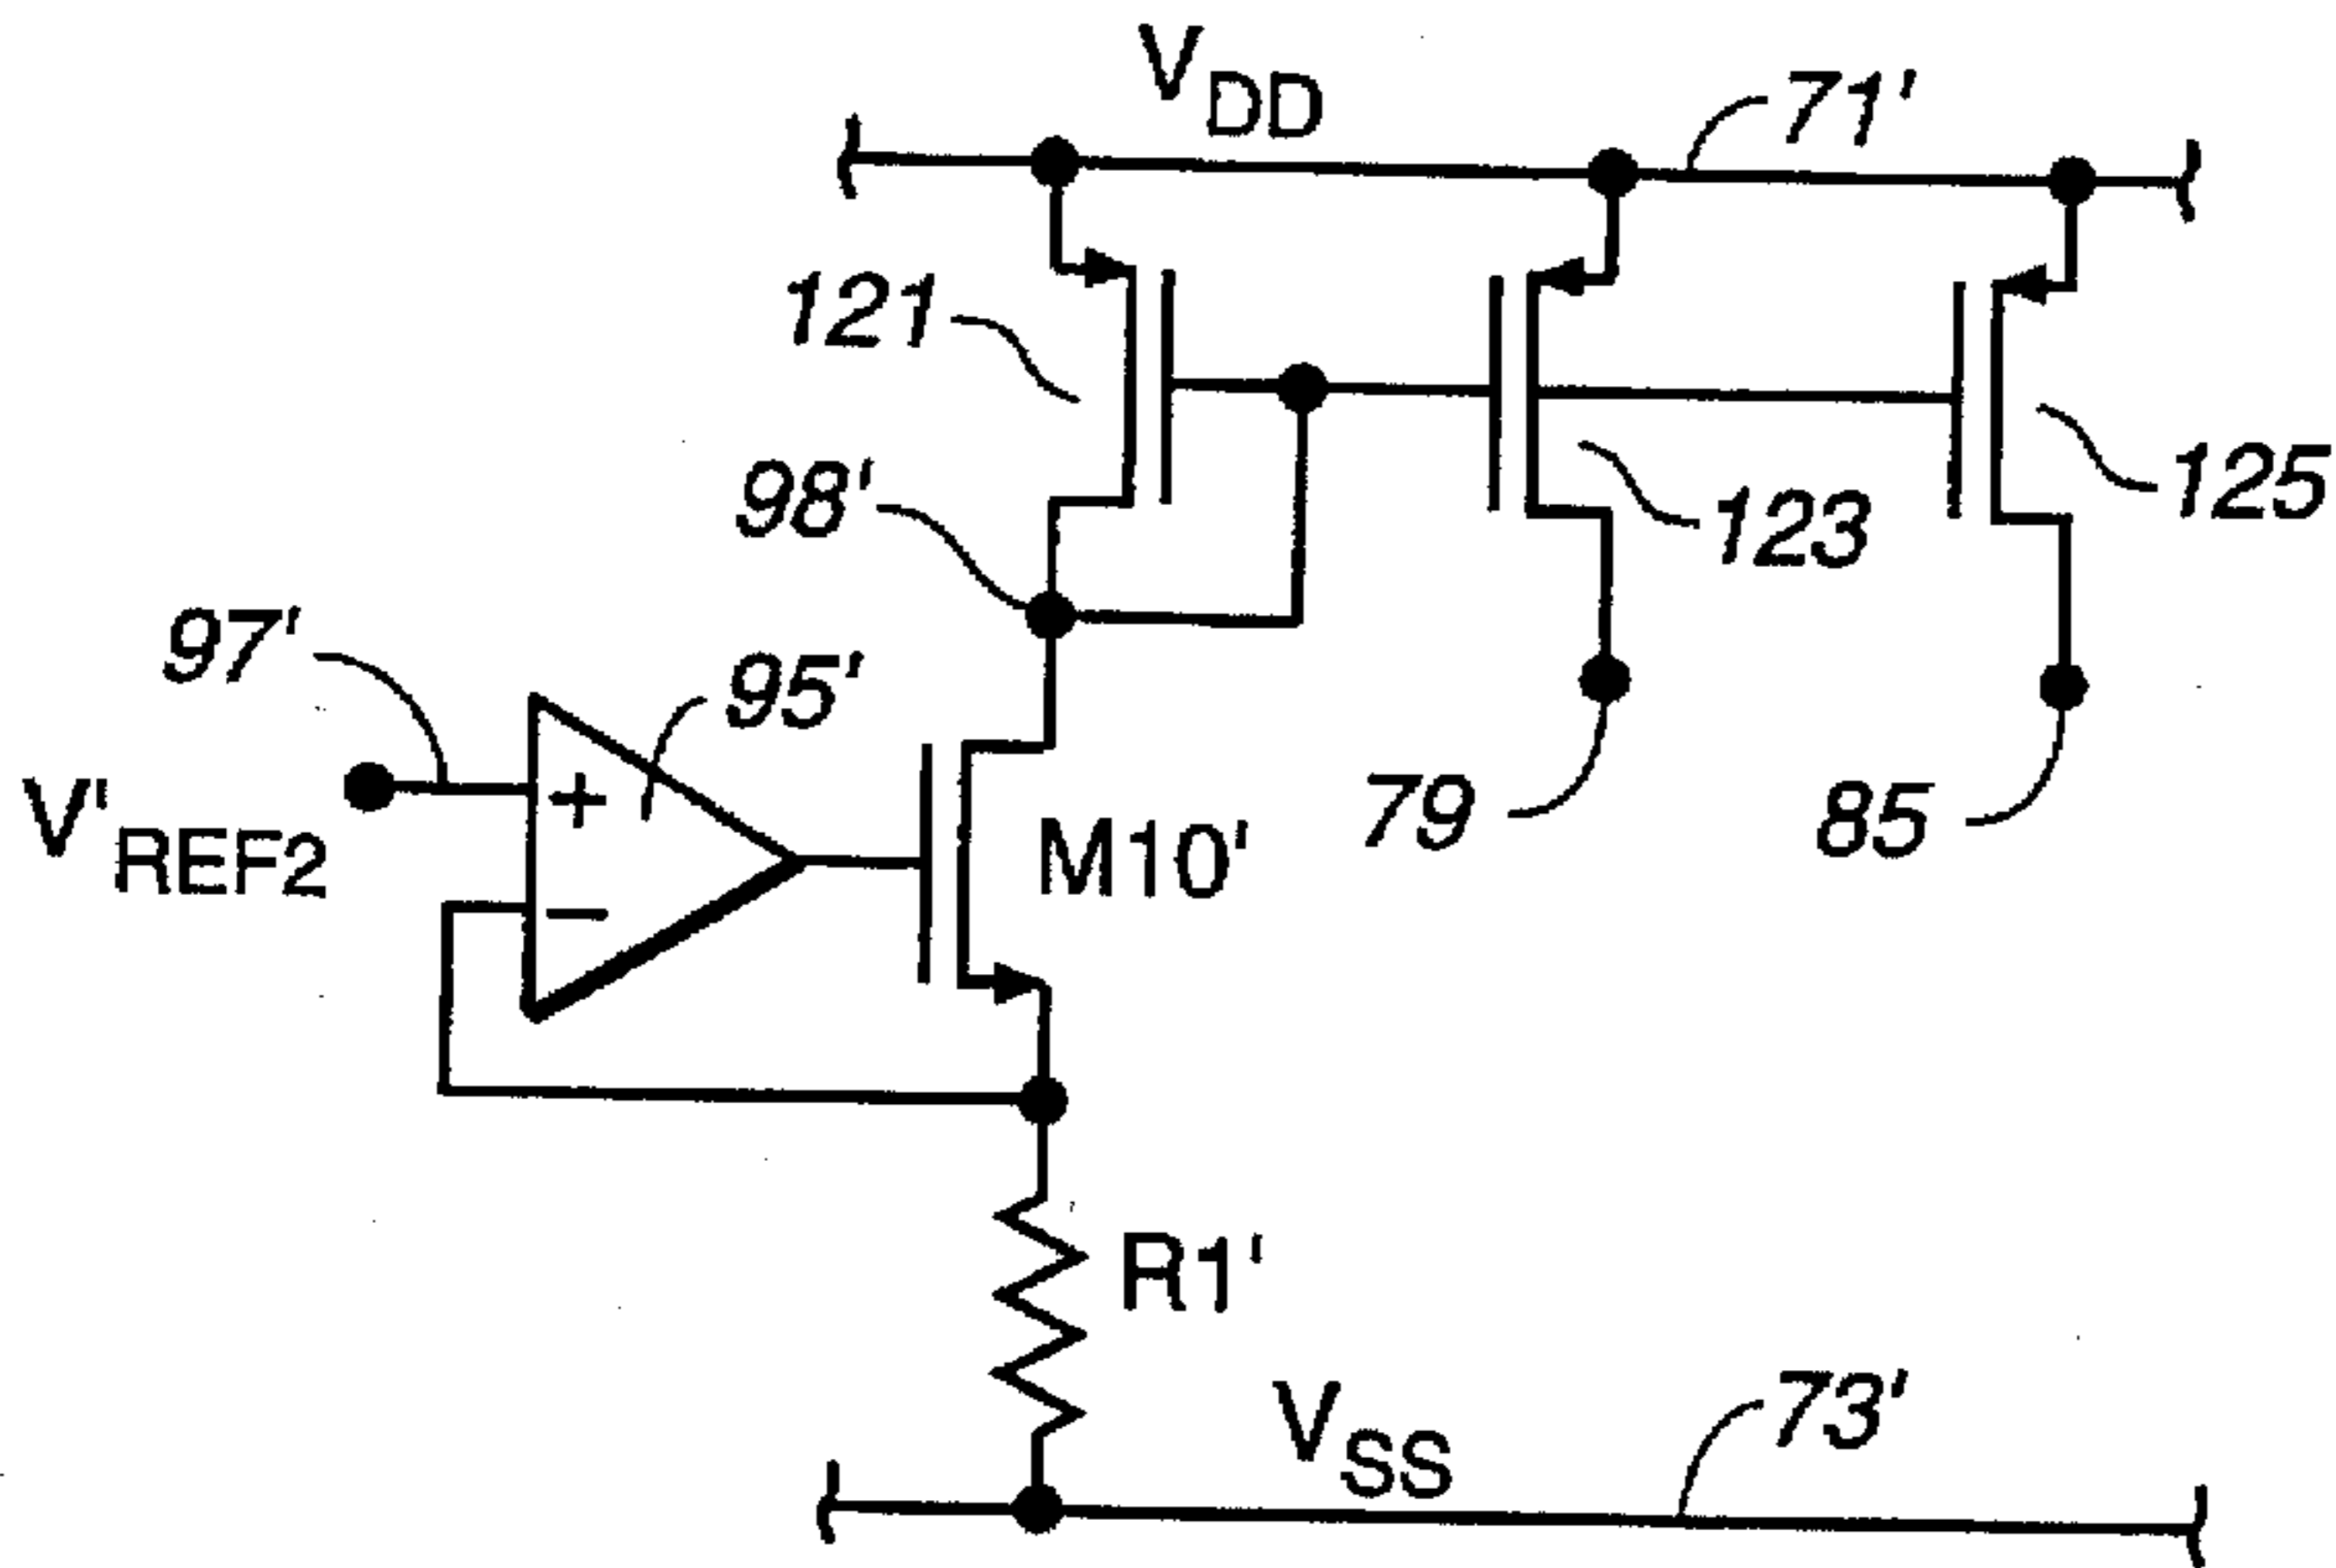 VDD
71'
121
98'
123
125
97'
95'
V'REF2
+
−
M10'
79
85
R1'
VSS
73'